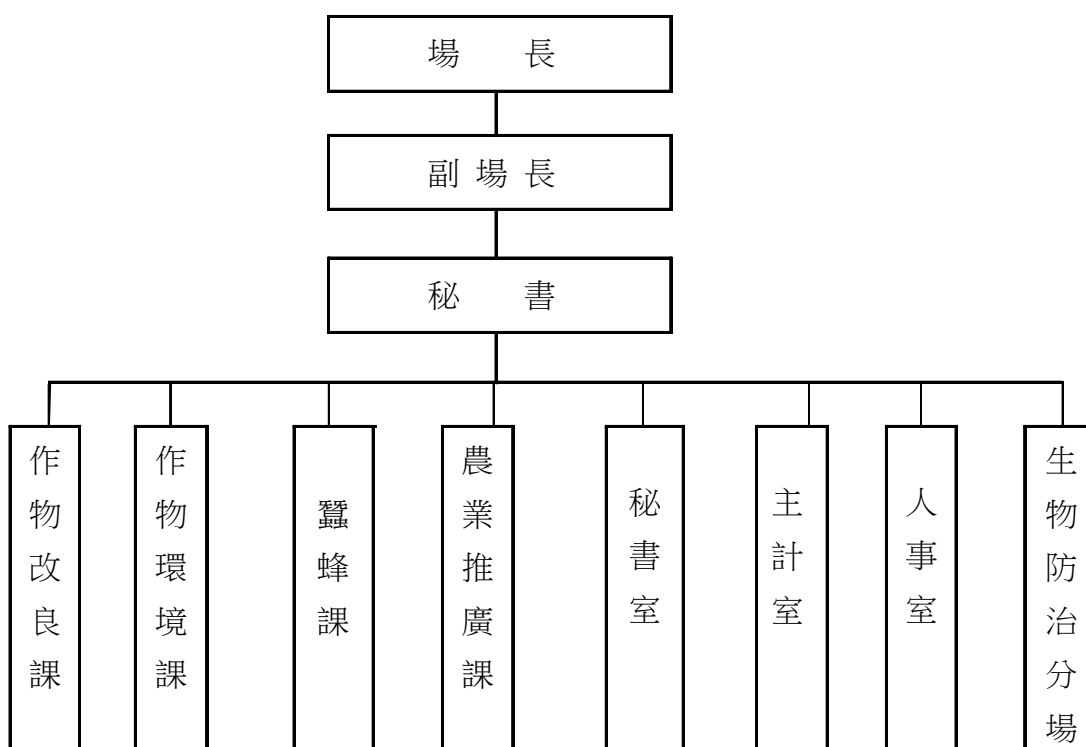 場 長
副場長
秘 書
作物改良課
作物環境課
蠶蜂課
農業推廣課
秘書室
主計室
人事室
生物防治分場